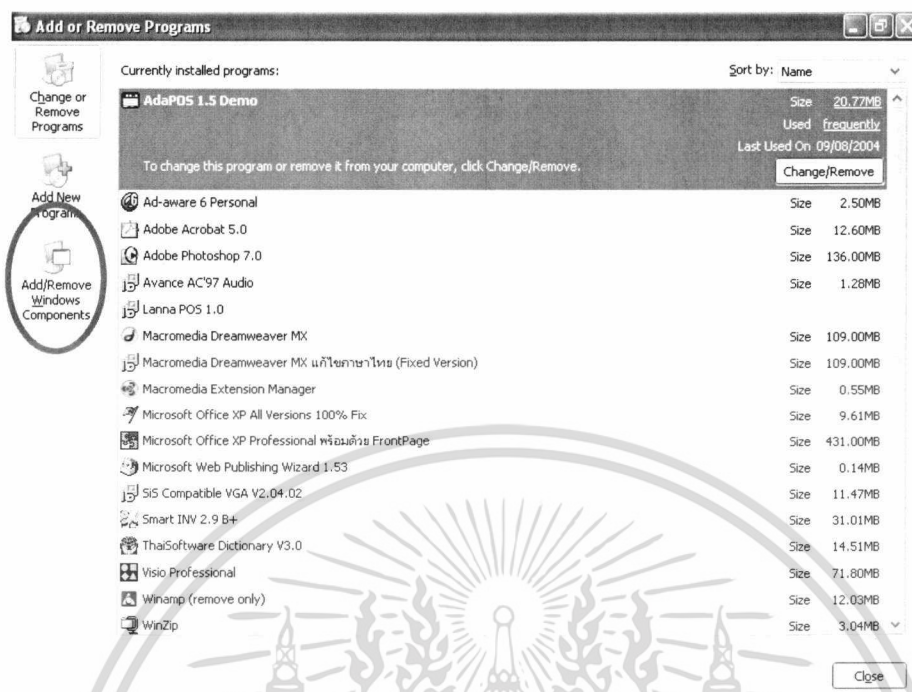 Add or Remove Programs
Change or
Remove
Programs
Add New
Programs
Add/Remove
Windows
Components
Currently installed programs:
Sort by: Name
AdaPOS 1.5 Demo
Size 20.77MB
Used frequently
Last Used On 09/08/2004
To change this program or remove it from your computer, click Change/Remove.
Change/Remove
Ad-aware 6 Personal Size 2.50MB
Adobe Acrobat 5.0 Size 12.60MB
Adobe Photoshop 7.0 Size 136.00MB
Avance AC'97 Audio Size 1.28MB
Lanna POS 1.0
Macromedia Dreamweaver MX Size 109.00MB
Macromedia Dreamweaver MX แก้ไขภาษาไทย (Fixed Version) Size 109.00MB
Macromedia Extension Manager Size 0.55MB
Microsoft Office XP All Versions 100% Fix Size 9.61MB
Microsoft Office XP Professional พร้อมด้วย FrontPage Size 431.00MB
Microsoft Web Publishing Wizard 1.53 Size 0.14MB
SiS Compatible VGA V2.04.02 Size 11.47MB
Smart INV 2.9 B+ Size 31.01MB
ThaiSoftware Dictionary V3.0 Size 14.51MB
Visio Professional Size 71.80MB
Winamp (remove only) Size 12.03MB
WinZip Size 3.04MB
Close